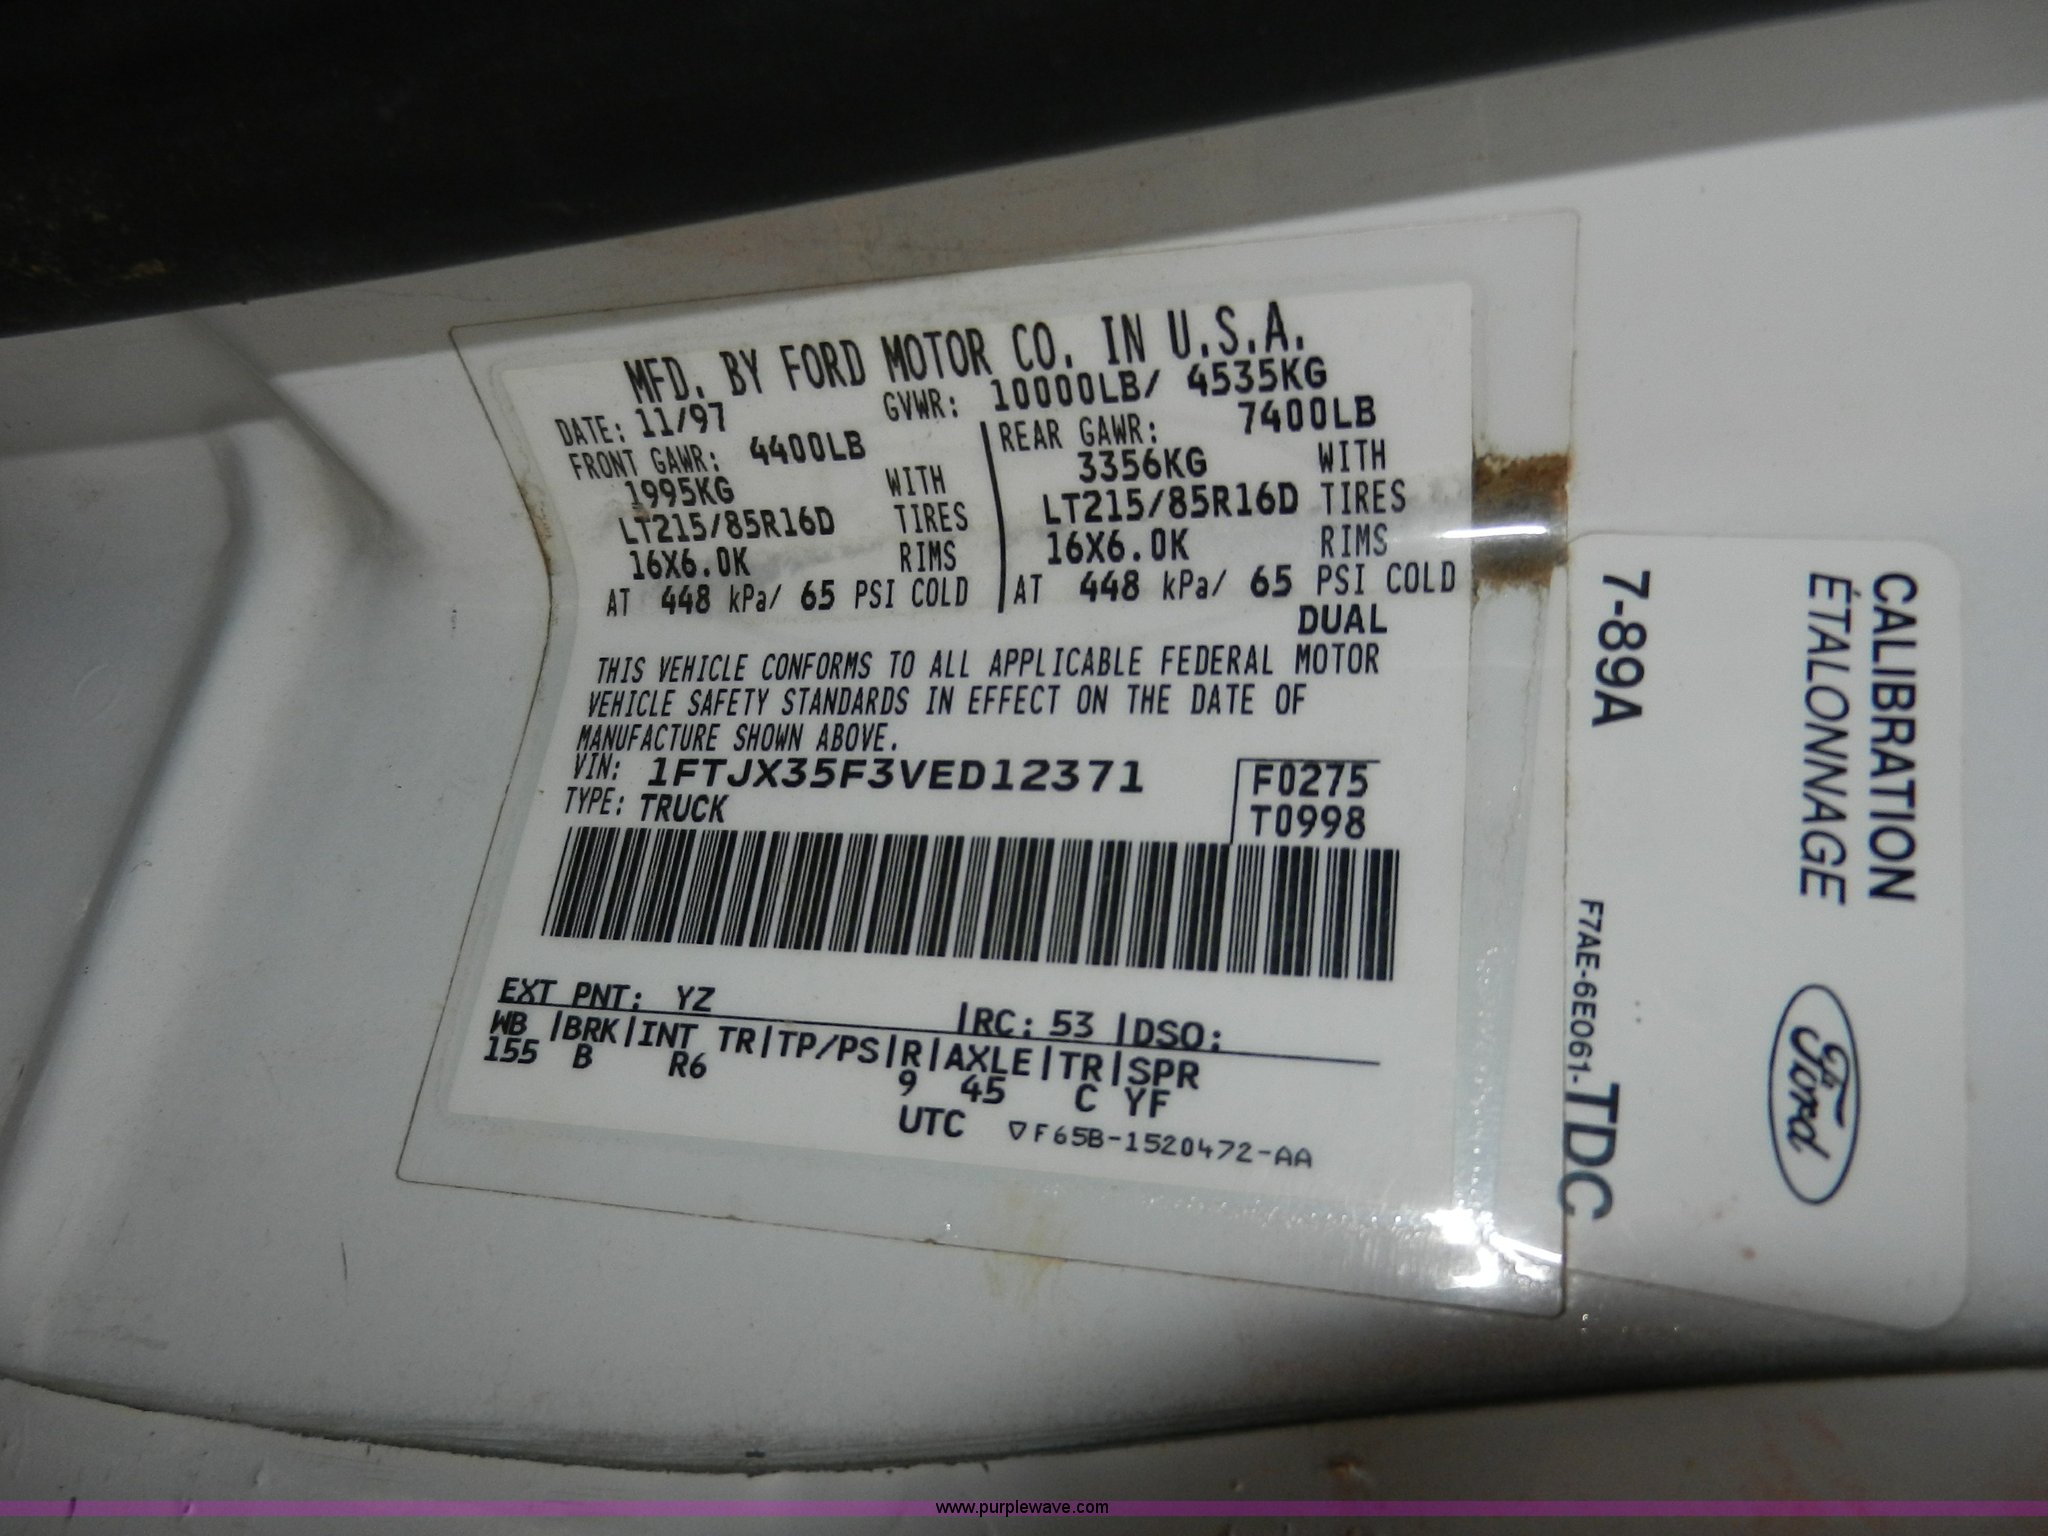 MFD. BY FORD MOTOR CO. IN U.S.A.
DATE: 11/97 GVWR: 10000LB/ 4535KG
FRONT GAWR: 4400LB
1995KG WITH
LT215/85R16D TIRES
16X6.0K RIMS
AT 448 kPa/ 65 PSI COLD
REAR GAWR: 7400LB
3356KG WITH
LT215/85R16D TIRES
16X6.0K RIMS
AT 448 kPa/ 65 PSI COLD
DUAL
THIS VEHICLE CONFORMS TO ALL APPLICABLE FEDERAL MOTOR
VEHICLE SAFETY STANDARDS IN EFFECT ON THE DATE OF
MANUFACTURE SHOWN ABOVE.
VIN: 1FTJX35F3VED12371
TYPE: TRUCK
F0275
T0998
EXT PNT: YZ |RC: 53 |DSO:
WB |BRK|INT TR|TP/PS|R|AXLE|TR|SPR
155 B R6 9 45 C YF
UTC ▽F65B-1520472-AA
CALIBRATION
ÉTALONNAGE
Ford
7-89A
F7AE-6E061-TDC
www.purplewave.com